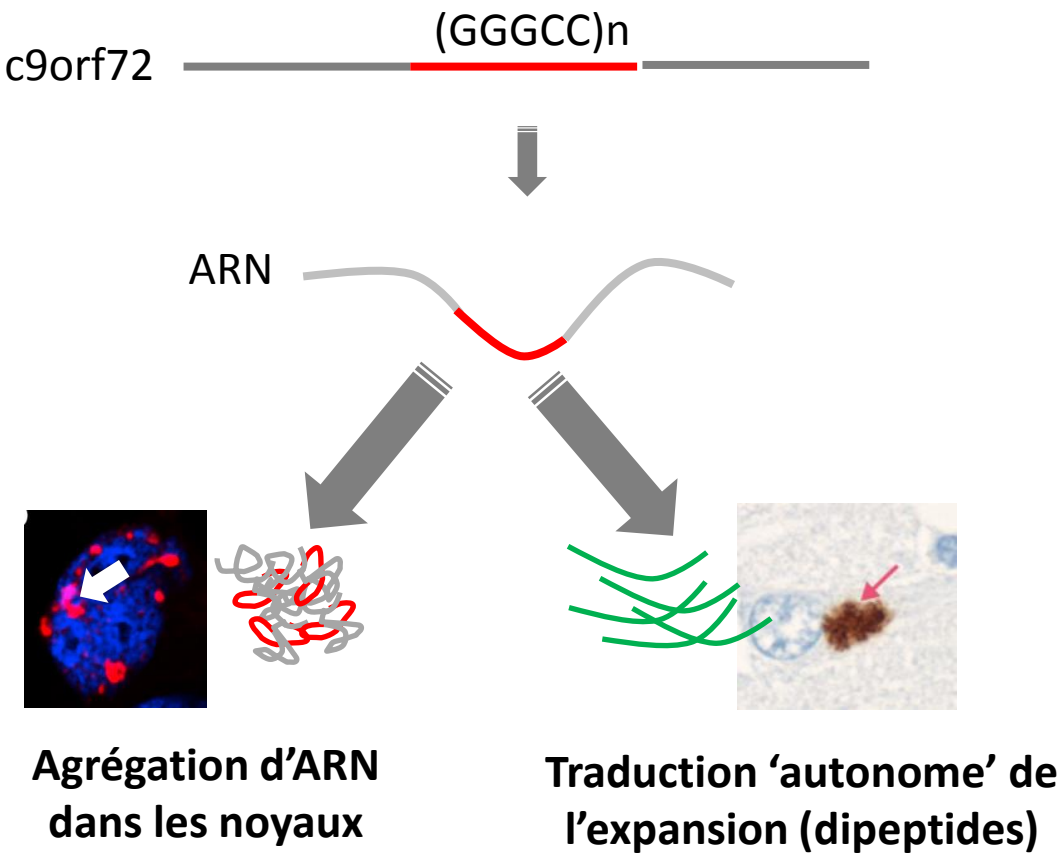 (GGGCC)n
c9orf72
ARN
Agrégation d'ARN
dans les noyaux
Traduction ‘autonome’ de
l'expansion (dipeptides)